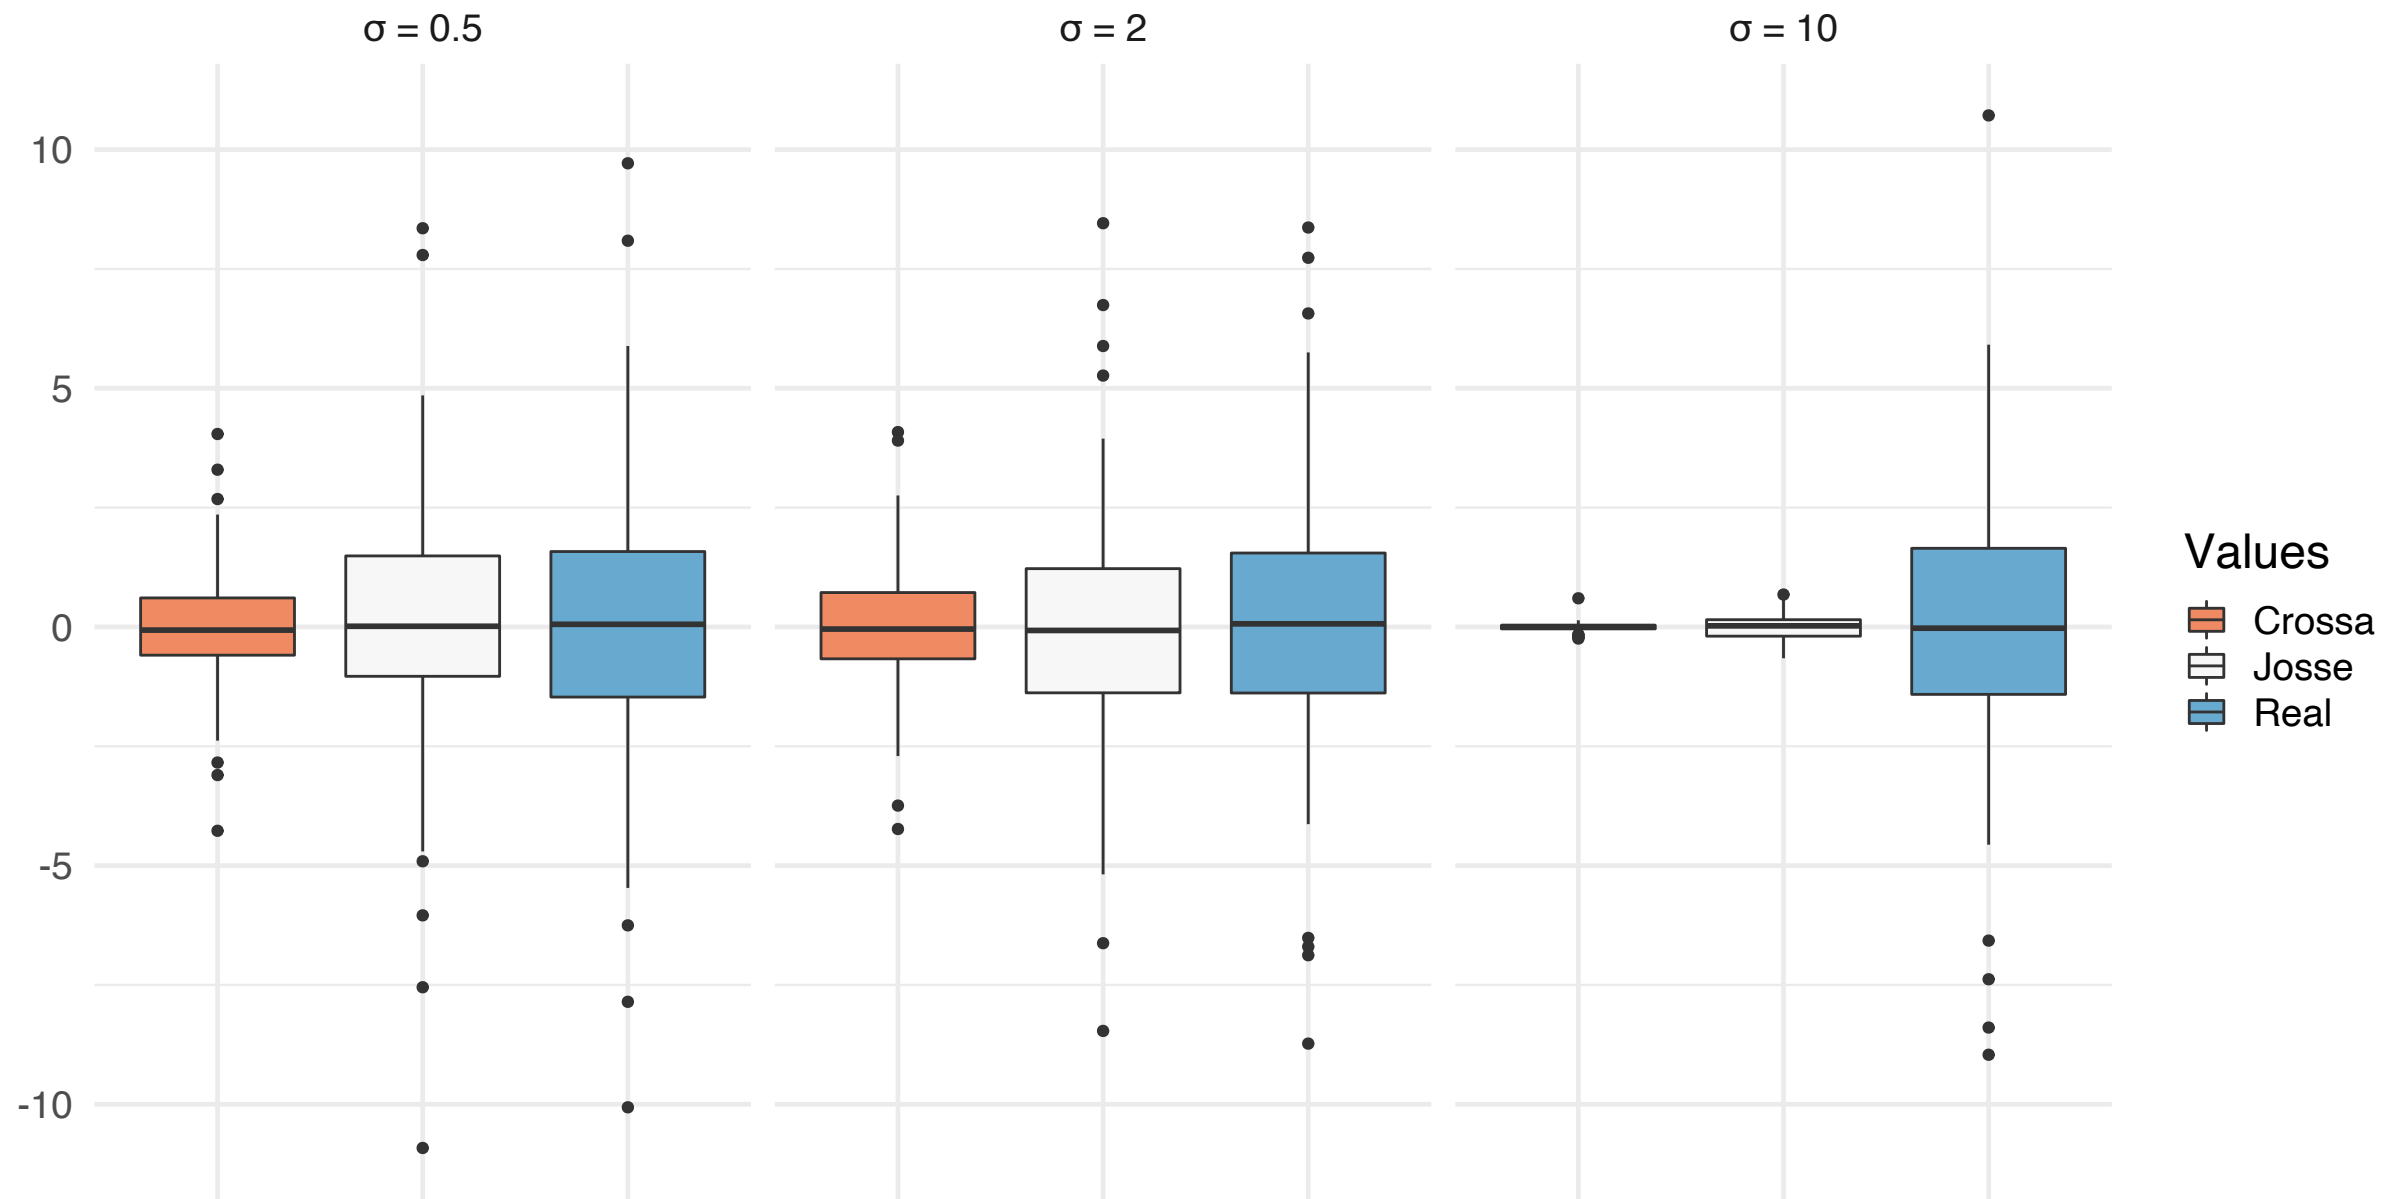 σ = 0.5
σ = 2
σ = 10
10
5
0
-5
-10
Values
Crossa
Josse
Real